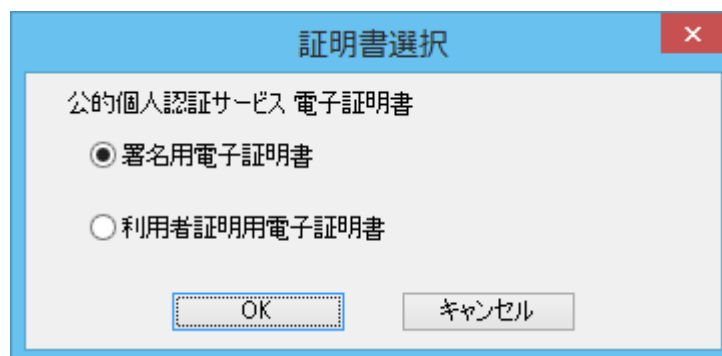 証明書選択
公的個人認証サービス 電子証明書
署名用電子証明書
利用者証明用電子証明書
OK キャンセル